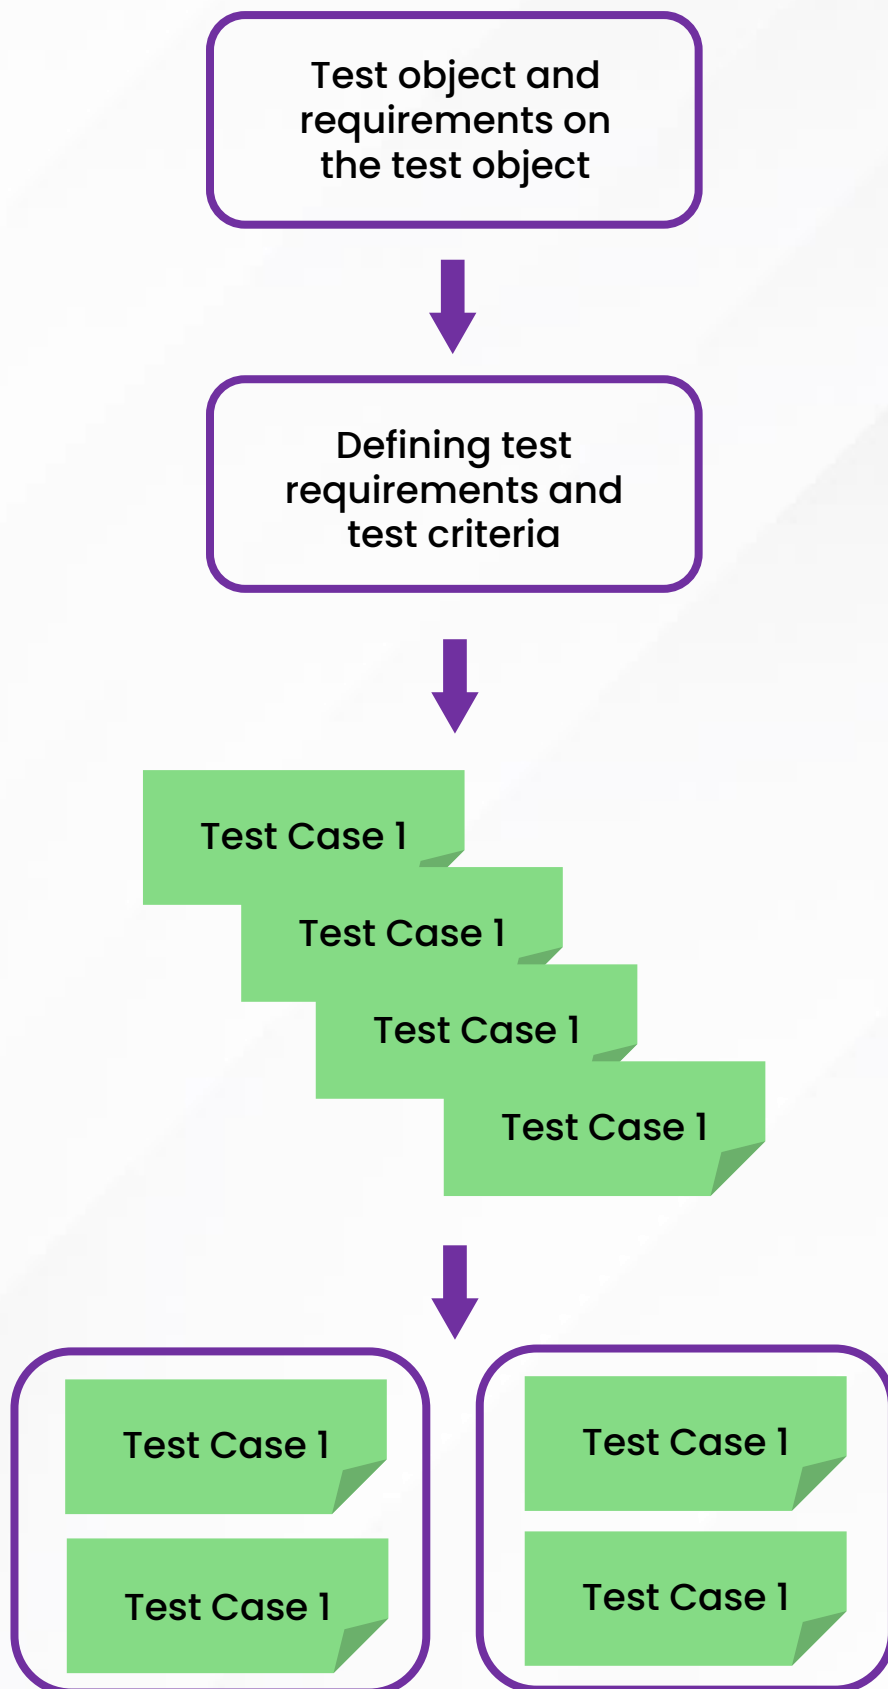 Test object and
requirements on
the test object
Defining test
requirements and
test criteria
Test Case 1
Test Case 1
Test Case 1
Test Case 1
Test Case 1
Test Case 1
Test Case 1
Test Case 1